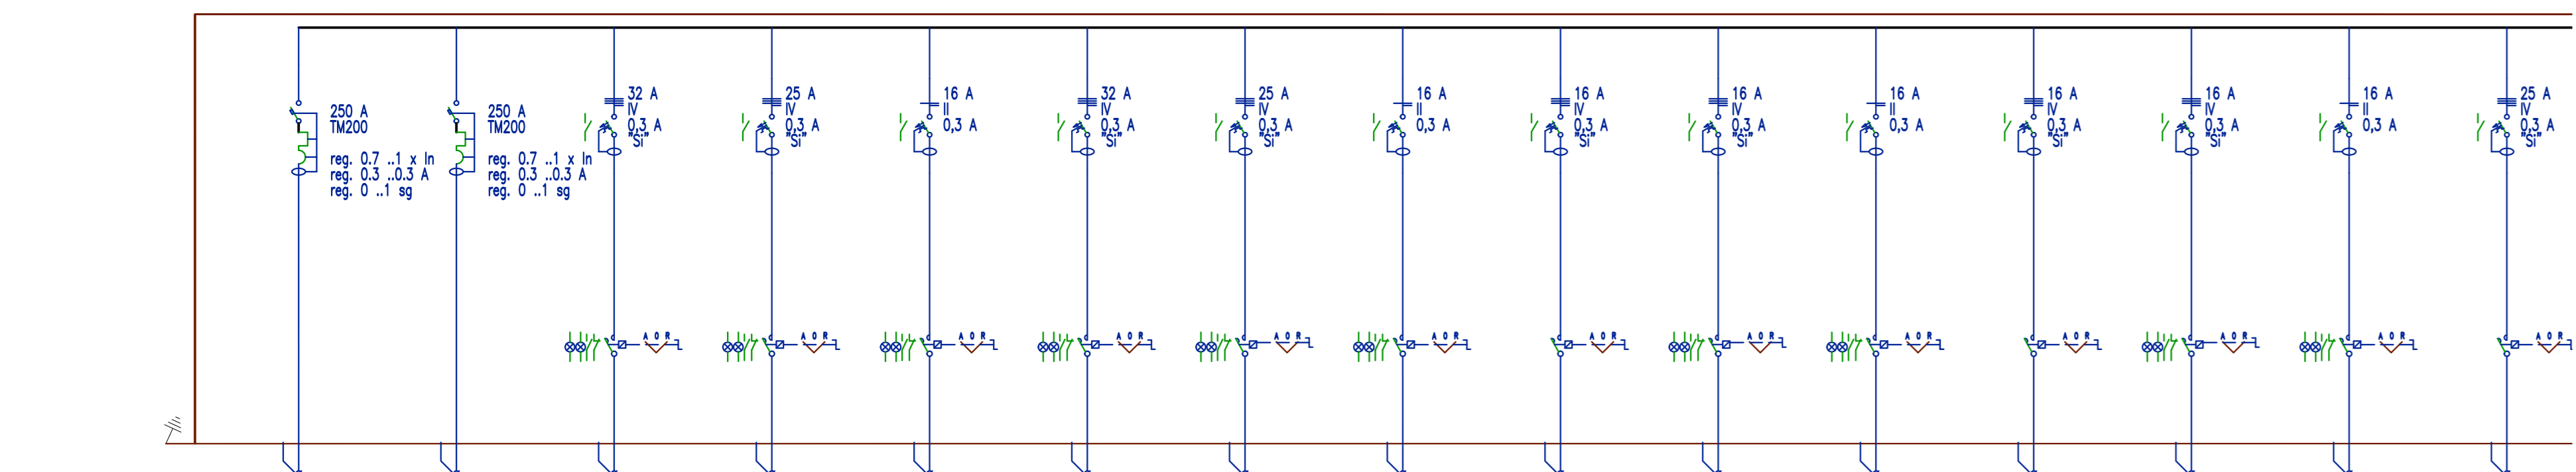 250 A
TM200
reg. 0.7 ..1 x In
reg. 0.3 ..0.3 A
reg. 0 ..1 sg
250 A
TM200
reg. 0.7 ..1 x In
reg. 0.3 ..0.3 A
reg. 0 ..1 sg
32 A
IV
0,3 A
"Si"
25 A
IV
0,3 A
"Si"
16 A
II
0,3 A
32 A
IV
0,3 A
"Si"
25 A
IV
0,3 A
"Si"
16 A
II
0,3 A
16 A
IV
0,3 A
"Si"
16 A
IV
0,3 A
"Si"
16 A
II
0,3 A
16 A
IV
0,3 A
"Si"
16 A
IV
0,3 A
"Si"
16 A
II
0,3 A
25 A
IV
0,3 A
"Si"
A O R
A O R
A O R
A O R
A O R
A O R
A O R
A O R
A O R
A O R
A O R
A O R
A O R